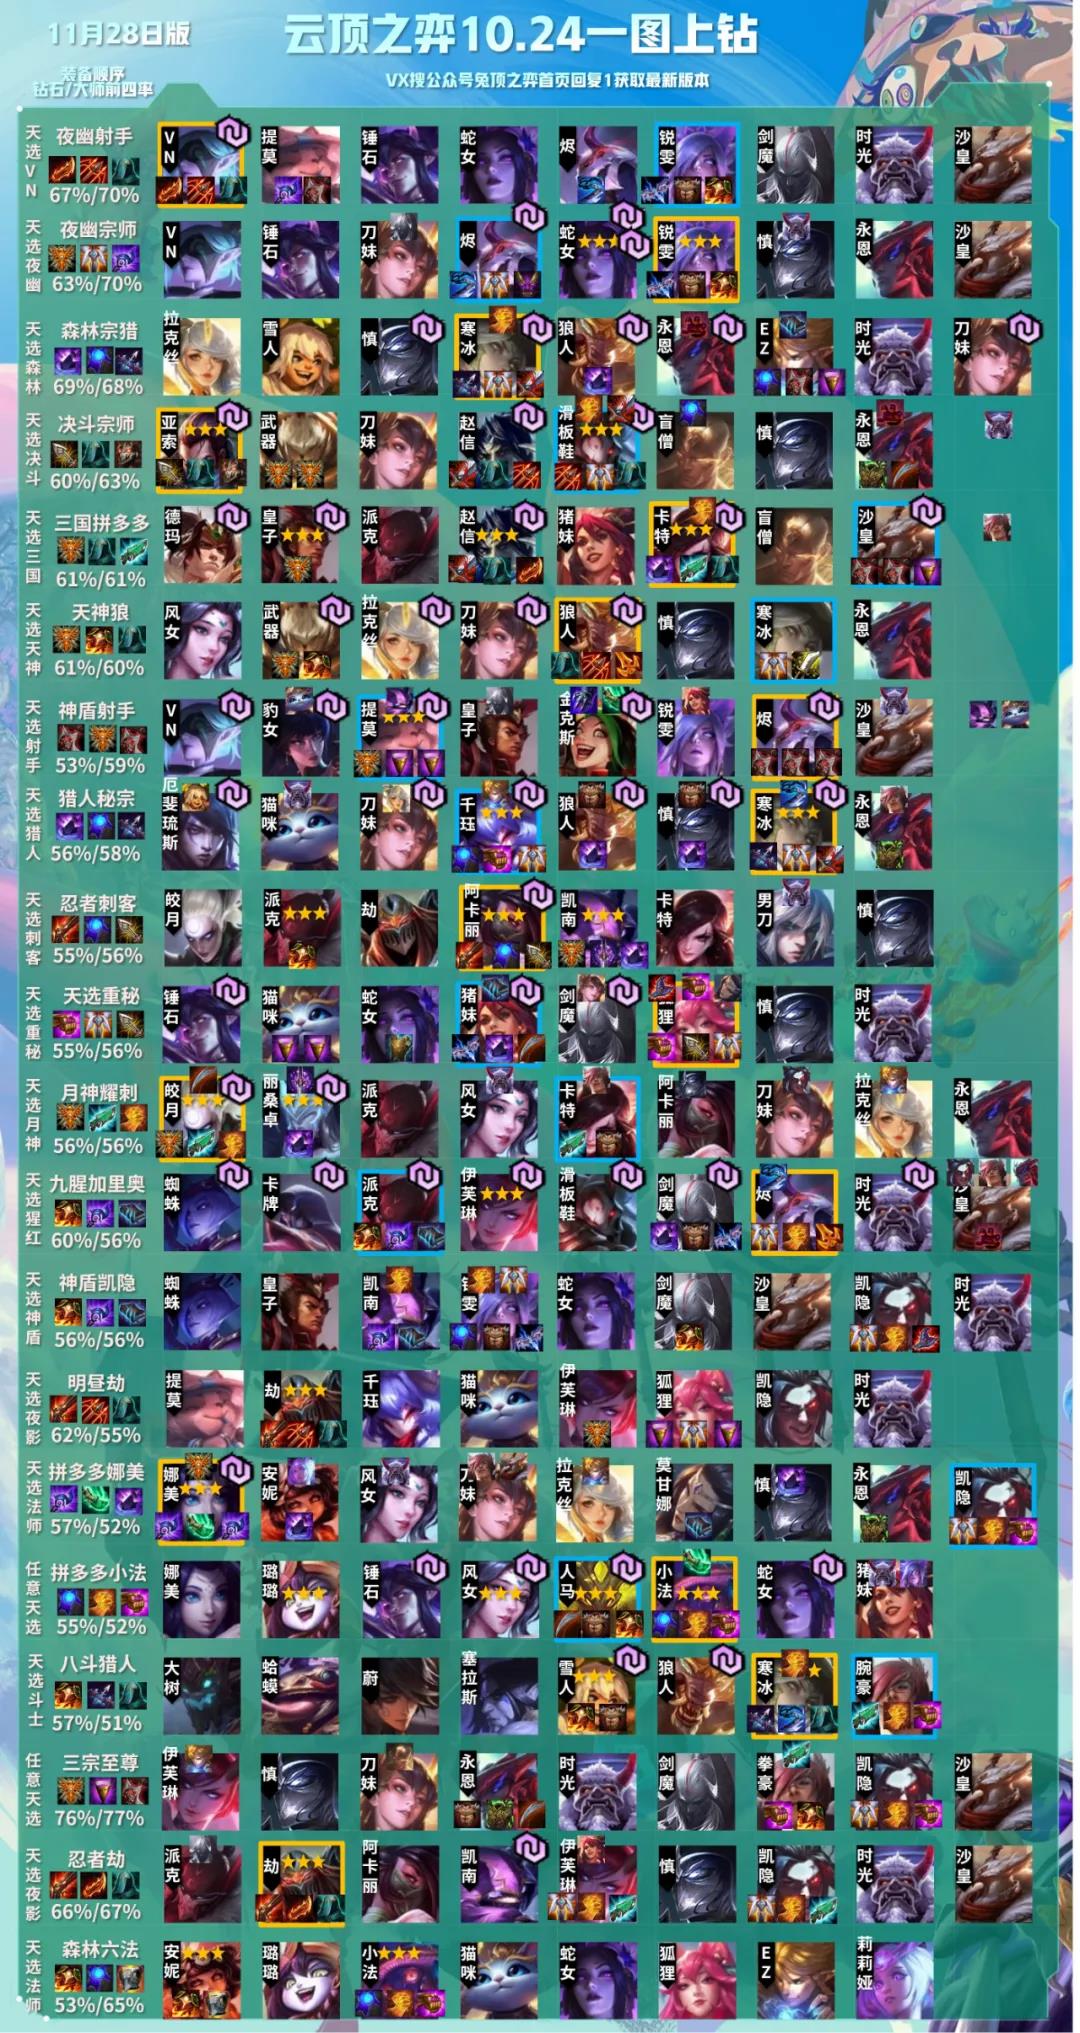 11月28日版
云顶之弈10.24一图上钻
装备顺序
钻石/大师前四率
VX搜公众号兔顶之弈首页回复1获取最新版本
天选VN
夜幽射手
67%/70%
VN 提莫 锤石 蛇女 烬 锐雯 剑魔 时光 沙皇
天选夜幽
夜幽宗师
63%/70%
VN 锤石 刀妹 烬 蛇女 锐雯 慎 永恩 沙皇
天选森林
森林宗猎
69%/68%
拉克丝 雪人 慎 寒冰 狼人 永恩 EZ 时光 刀妹
天选决斗
决斗宗师
60%/63%
亚索 武器 刀妹 赵信 滑板鞋 盲僧 慎 永恩
天选三国
三国拼多多
61%/61%
德玛 皇子 派克 赵信 猪妹 卡特 盲僧 沙皇
天选天神
天神狼
61%/60%
风女 武器 拉克丝 刀妹 狼人 慎 寒冰 永恩
天选射手
神盾射手
53%/59%
VN 豹女 提莫 皇子 金克斯 锐雯 烬 沙皇
天选猎人
猎人秘宗
56%/58%
厄斐琉斯 猫咪 刀妹 千珏 狼人 慎 寒冰 永恩
天选刺客
忍者刺客
55%/56%
皎月 派克 劫 阿卡丽 凯南 卡特 男刀 慎
天选重秘
天选重秘
55%/56%
锤石 猫咪 蛇女 猪妹 剑魔 狸 慎 时光
天选月神
月神耀刺
56%/56%
皎月 丽桑卓 派克 风女 卡特 阿卡丽 刀妹 拉克丝 永恩
天选猩红
九腥加里奥
60%/56%
蜘蛛 卡牌 派克 伊芙琳 滑板鞋 剑魔 烬 时光 皇
天选神盾
神盾凯隐
56%/56%
蜘蛛 皇子 凯南 雯 蛇女 剑魔 沙皇 凯隐 时光
天选夜影
明昼劫
62%/55%
提莫 劫 千珏 猫咪 伊芙琳 狐狸 凯隐 时光
天选法师
拼多多娜美
57%/52%
娜美 安妮 风女 妹 拉克丝 莫甘娜 慎 永恩 凯隐
任意天选
拼多多小法
55%/52%
娜美 璐璐 锤石 风女 人马 小法 蛇女 猪妹
天选斗士
八斗猎人
57%/51%
大树 蛤蟆 蔚 塞拉斯 雪人 狼人 寒冰 腕豪
任意天选
三宗至尊
76%/77%
伊芙琳 慎 刀妹 永恩 时光 剑魔 拳豪 凯隐 沙皇
天选夜影
忍者劫
66%/67%
派克 劫 阿卡丽 凯南 伊芙琳 慎 凯隐 时光 沙皇
天选法师
森林六法
53%/65%
安妮 璐璐 小法 猫咪 蛇女 狐狸 EZ 莉莉娅